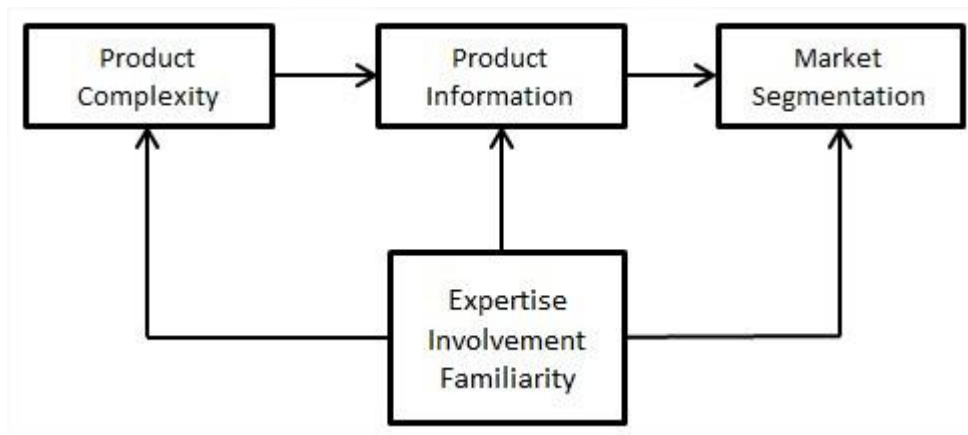 Product
Complexity
Product
Information
Market
Segmentation
Expertise
Involvement
Familiarity